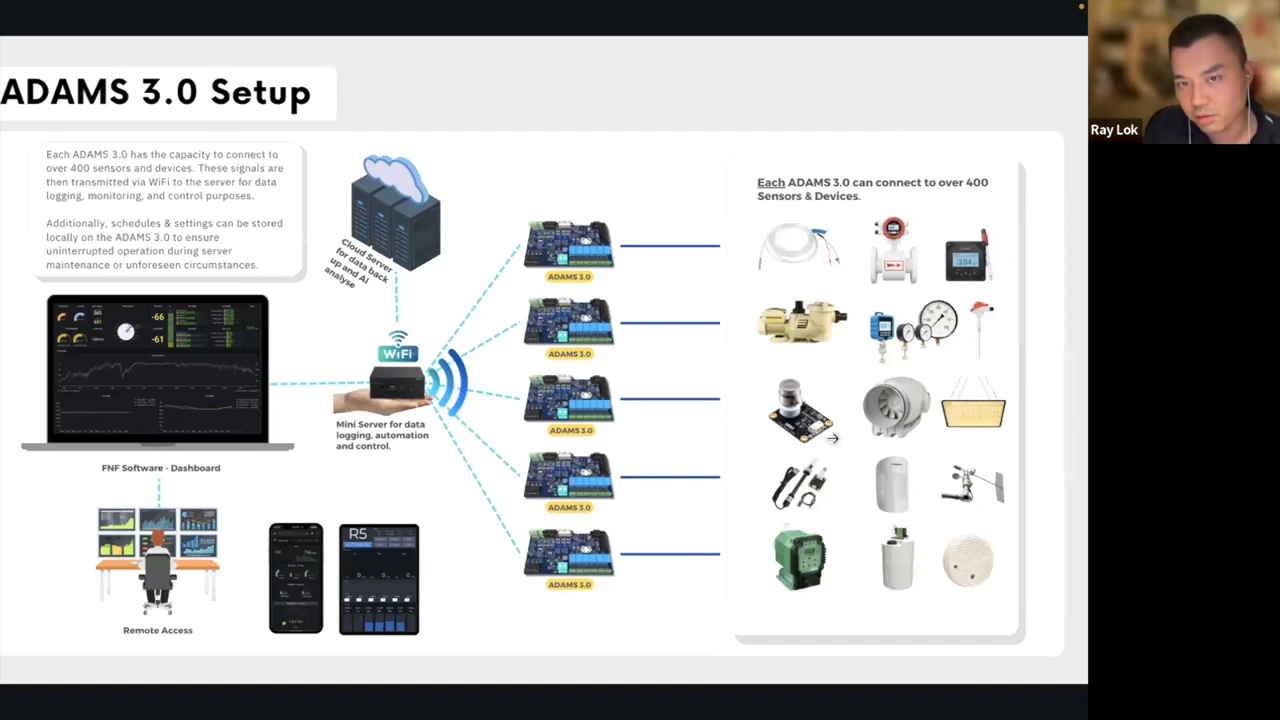 ADAMS 3.0 Setup
Ray Lok
Each ADAMS 3.0 has the capacity to connect to
over 400 sensors and devices. These signals are
then transmitted via WiFi to the server for data
logging, monitoring, and control purposes.
Additionally, schedules & settings can be stored
locally on the ADAMS 3.0 to ensure
uninterrupted operation during server
maintenance or unforeseen circumstances.
Cloud Server
for data back
up and AI
analyse
WiFi
Mini Server for data
logging, automation
and control.
-66
-61
FNF Software - Dashboard
Remote Access
R5
ADAMS 3.0
ADAMS 3.0
ADAMS 3.0
ADAMS 3.0
ADAMS 3.0
Each ADAMS 3.0 can connect to over 400
Sensors & Devices.
3.94